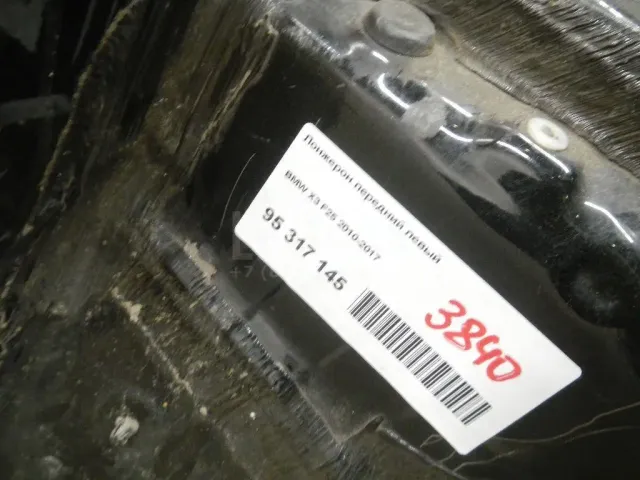 Лонжерон передний левый
BMW X3 F25 2010-2017
95 317 145
3840